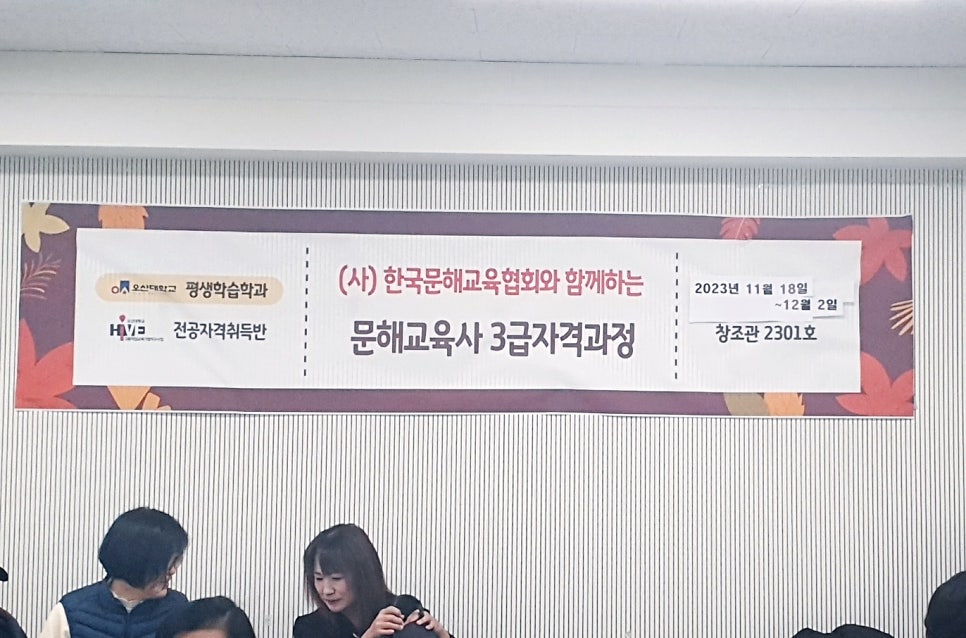 오산대학교 평생학습학과
HIVE 전공자격취득반
(사) 한국문해교육협회와 함께하는
문해교육사 3급자격과정
2023년 11월 18일
~12월 2일
창조관 2301호